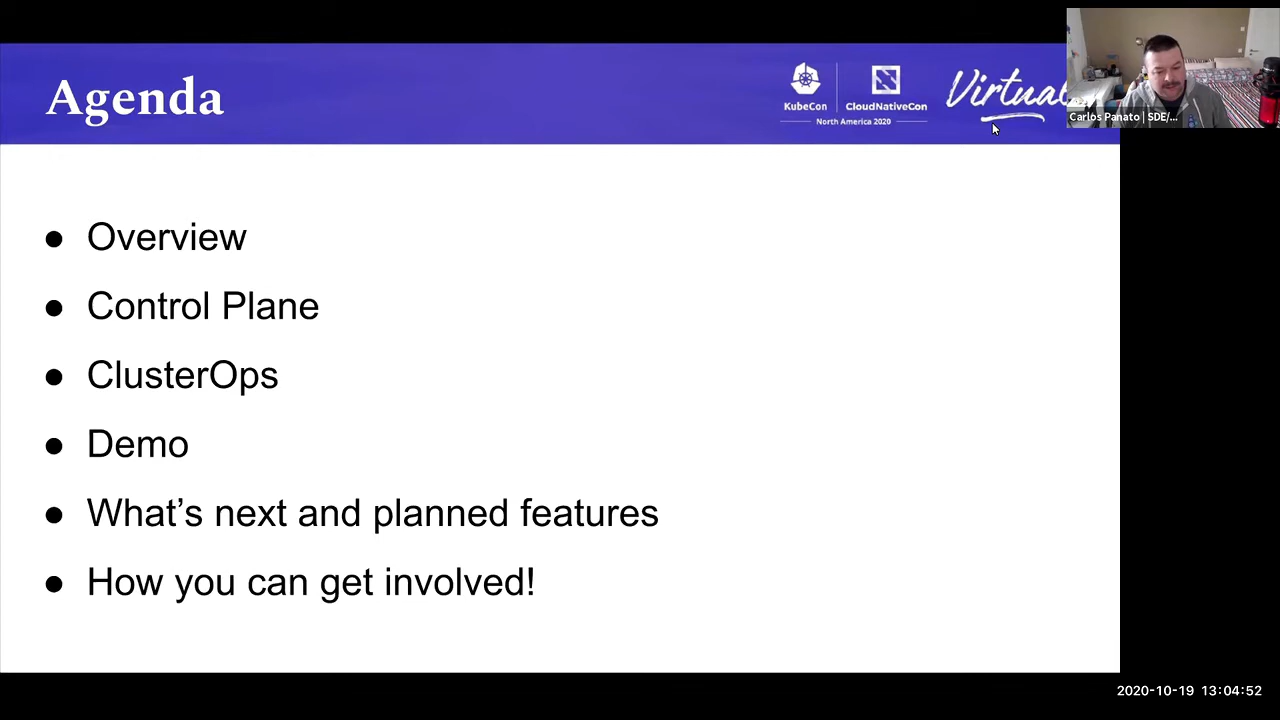 Agenda
KubeCon
CloudNativeCon
North America 2020
Virtual
Carlos Panato | SDE/...
● Overview
● Control Plane
● ClusterOps
● Demo
● What’s next and planned features
● How you can get involved!
2020-10-19 13:04:52